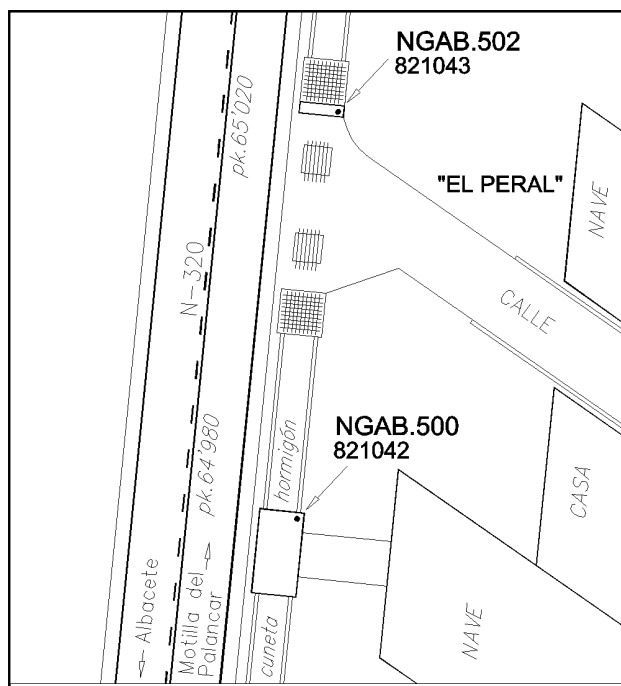 NGAB.502
821043
pk.65'020
"EL PERAL"
NAVE
N-320
CALLE
NGAB.500
821042
pk.64'980
hormigón
CASA
Albacete
Motilla del
Palancar
cuneta
NAVE